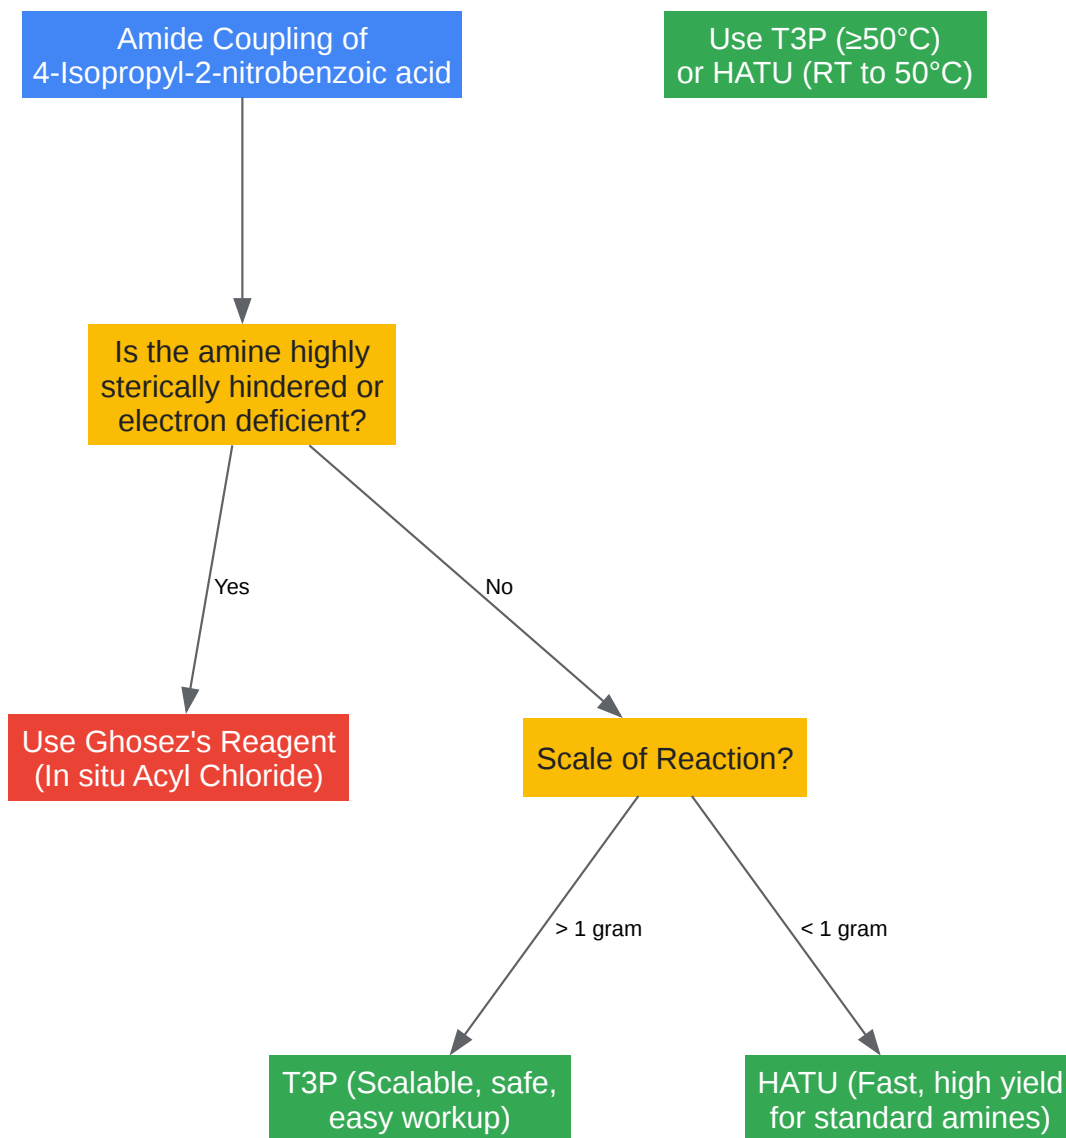 Amide Coupling of
4-Isopropyl-2-nitrobenzoic acid
Use T3P (≥50°C)
or HATU (RT to 50°C)
Is the amine highly
sterically hindered or
electron deficient?
Yes
No
Use Ghosez's Reagent
(In situ Acyl Chloride)
Scale of Reaction?
> 1 gram
< 1 gram
T3P (Scalable, safe,
easy workup)
HATU (Fast, high yield
for standard amines)